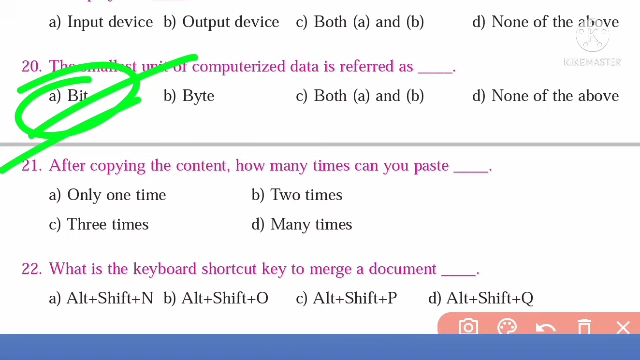 a) Input device b) Output device c) Both (a) and (b) d) None of the above
20. The smallest unit of computerized data is referred as ____.
a) Bit b) Byte c) Both (a) and (b) d) None of the above
21. After copying the content, how many times can you paste ____.
a) Only one time b) Two times
c) Three times d) Many times
22. What is the keyboard shortcut key to merge a document ____.
a) Alt+Shift+N b) Alt+Shift+O c) Alt+Shift+P d) Alt+Shift+Q
KINEMASTER